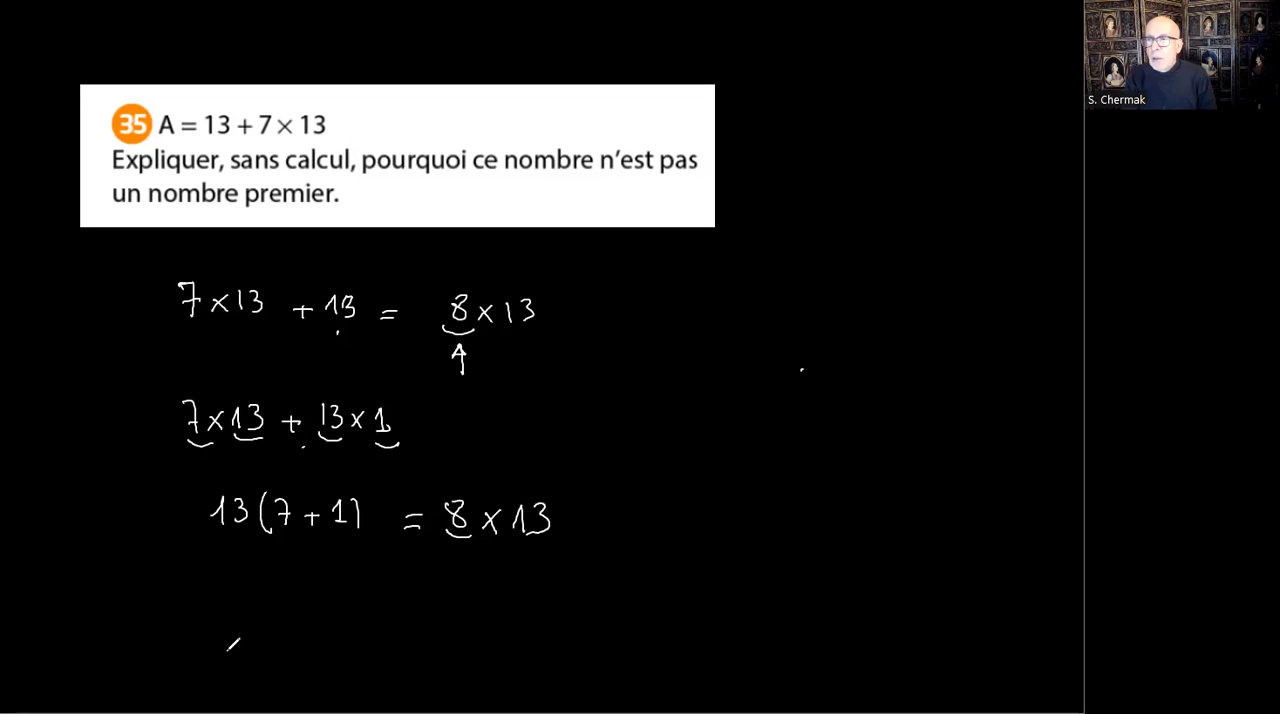 35 A = 13 + 7 × 13
Expliquer, sans calcul, pourquoi ce nombre n'est pas
un nombre premier.
7 × 13 + 13 = 8 × 13
7 × 13 + 13 × 1
13 (7 + 1) = 8 × 13
S. Chermak